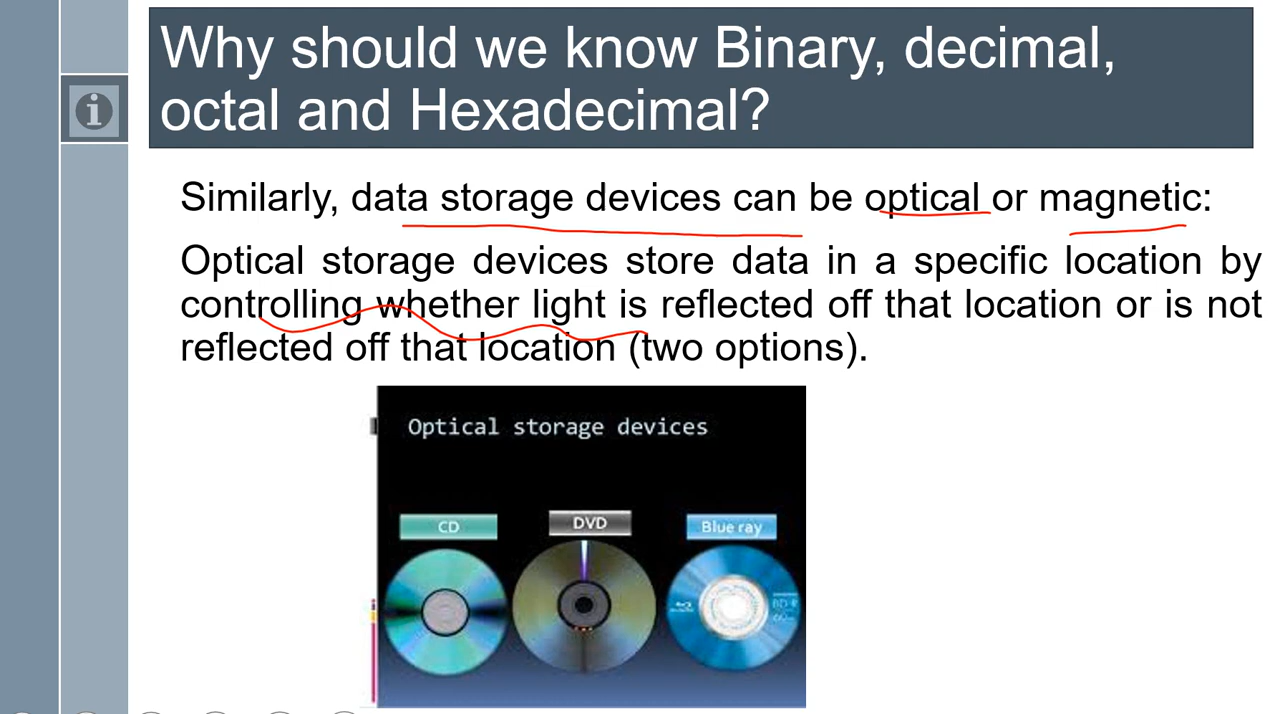 Why should we know Binary, decimal,
octal and Hexadecimal?
Similarly, data storage devices can be optical or magnetic:
Optical storage devices store data in a specific location by
controlling whether light is reflected off that location or is not
reflected off that location (two options).
Optical storage devices
CD
DVD
Blue ray